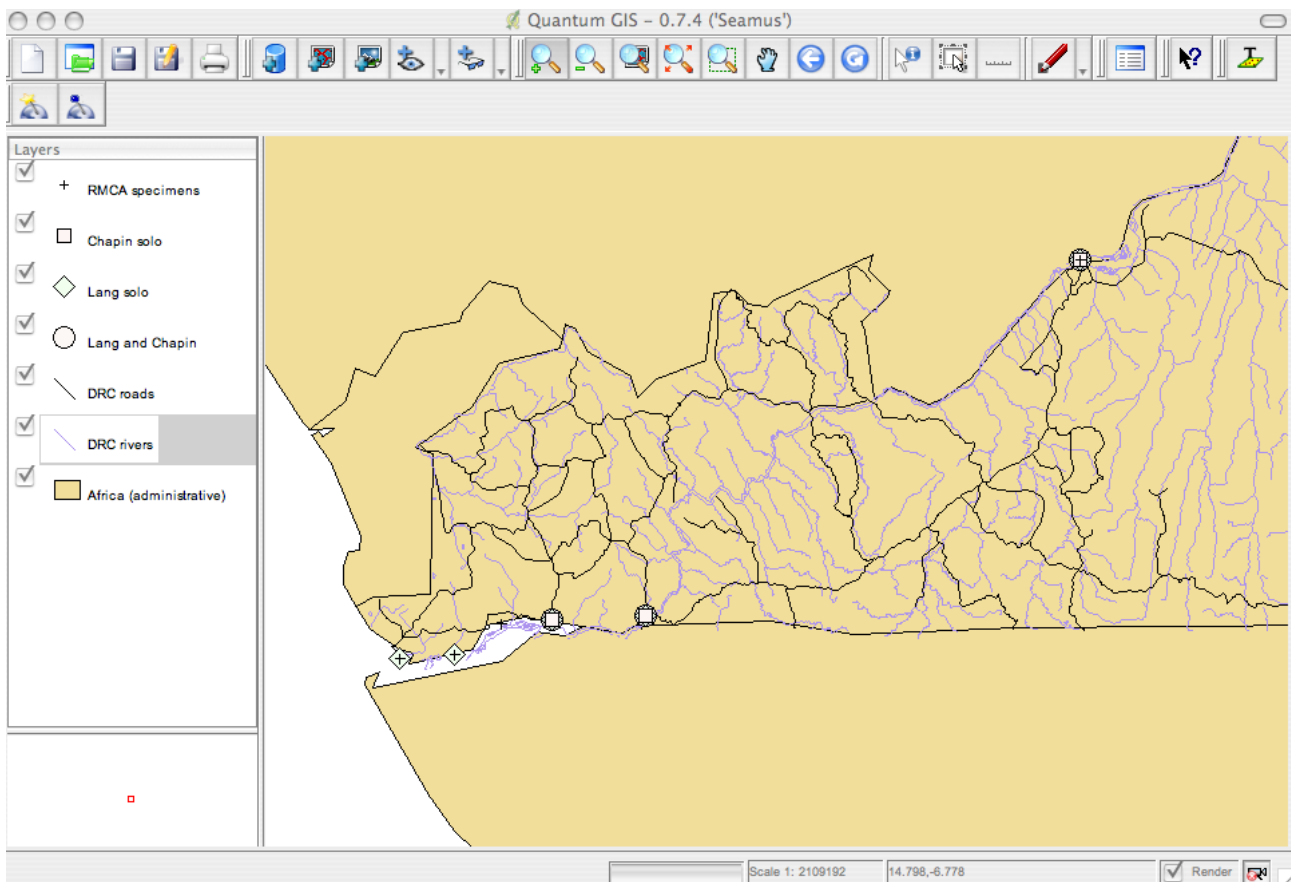 Quantum GIS – 0.7.4 ('Seamus')
Layers
RMCA specimens
Chapin solo
Lang solo
Lang and Chapin
DRC roads
DRC rivers
Africa (administrative)
Scale 1: 2109192
14.798,-6.778
Render